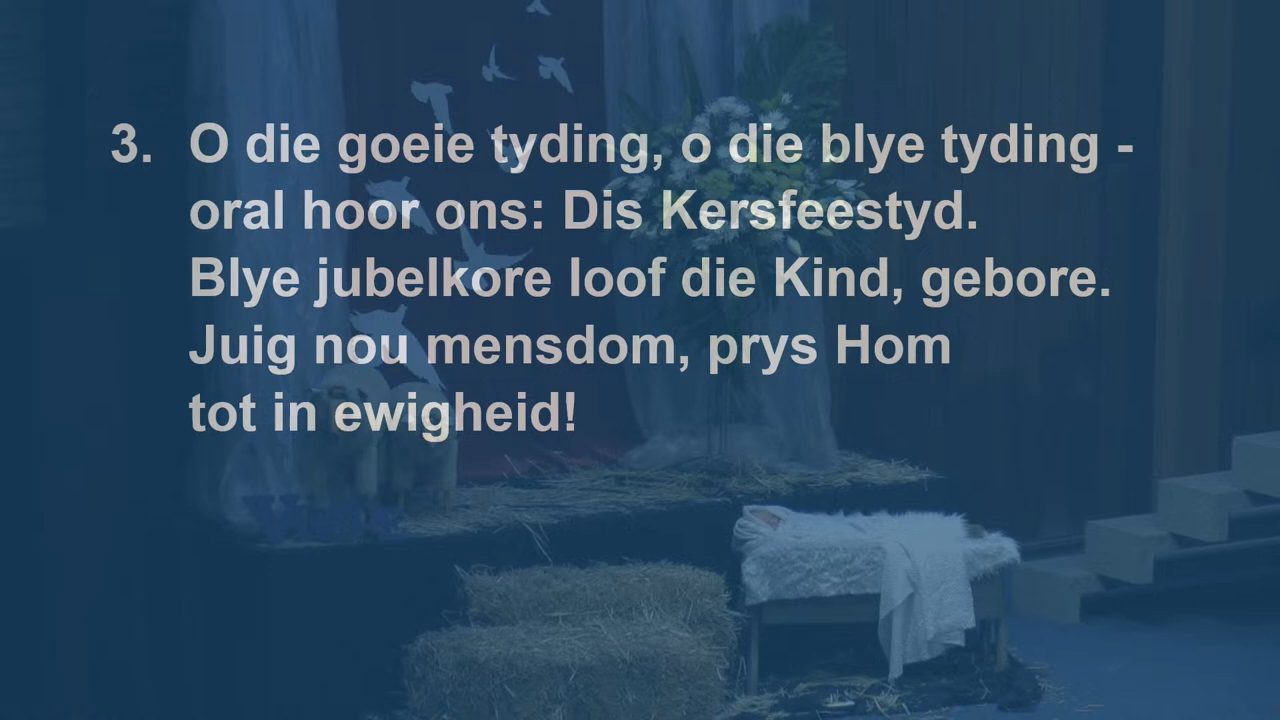 3. O die goeie tyding, o die blye tyding -
oral hoor ons: Dis Kersfeestyd.
Blye jubelkore loof die Kind, gebore.
Juig nou mensdom, prys Hom
tot in ewigheid!